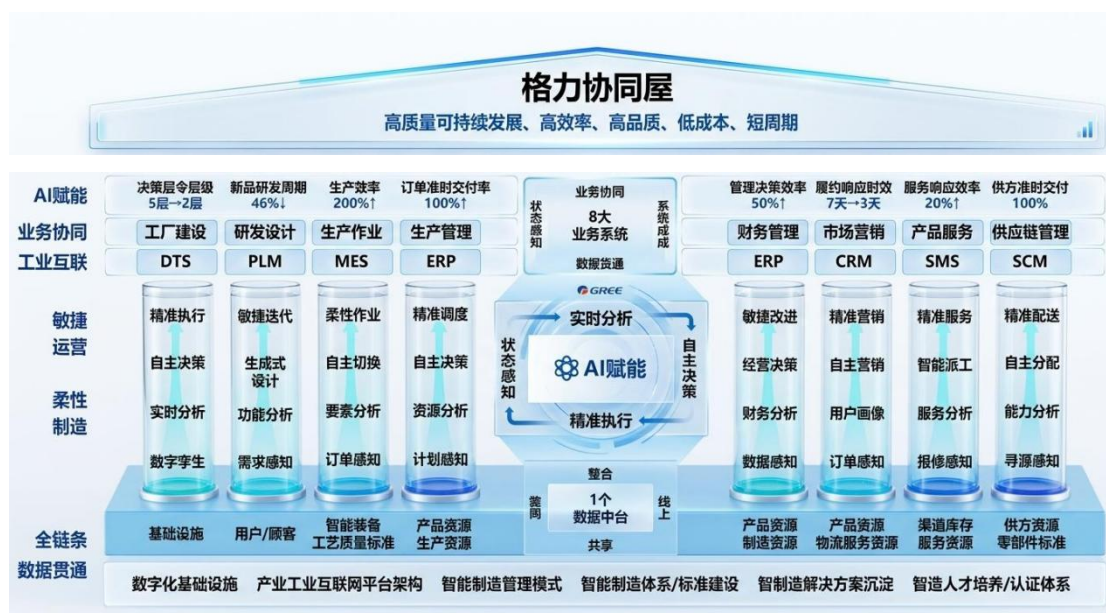 格力协同屋
高质量可持续发展、高效率、高品质、低成本、短周期
AI赋能
决策层令层级
5层→2层
新品研发周期
46%↓
生产效率
200%↑
订单准时交付率
100%↑
业务协同
状态感知
8大
业务系统
系统成成
数据贯通
管理决策效率
50%↑
履约响应时效
7天→3天
服务响应效率
20%↑
供方准时交付
100%
业务协同
工厂建设
研发设计
生产作业
生产管理
财务管理
市场营销
产品服务
供应链管理
工业互联
DTS
PLM
MES
ERP
ERP
CRM
SMS
SCM
敏捷
运营
柔性
制造
精准执行
自主决策
实时分析
数字孪生
敏捷迭代
生成式
设计
功能分析
需求感知
柔性作业
自主切换
要素分析
订单感知
精准调度
自主决策
资源分析
计划感知
GREE
实时分析
状态感知
AI赋能
自主决策
精准执行
敏捷改进
经营决策
财务分析
数据感知
精准营销
自主营销
用户画像
订单感知
精准服务
智能派工
服务分析
报修感知
精准配送
自主分配
能力分析
寻源感知
整合
1个
数据中台
线上
共享
全链条
数据贯通
基础设施
用户/顾客
智能装备
工艺质量标准
产品资源
生产资源
产品资源
制造资源
产品资源
物流服务资源
渠道库存
服务资源
供方资源
零部件标准
数字化基础设施
产业工业互联网平台架构
智能制造管理模式
智能制造体系/标准建设
智制造解决方案沉淀
智造人才培养/认证体系